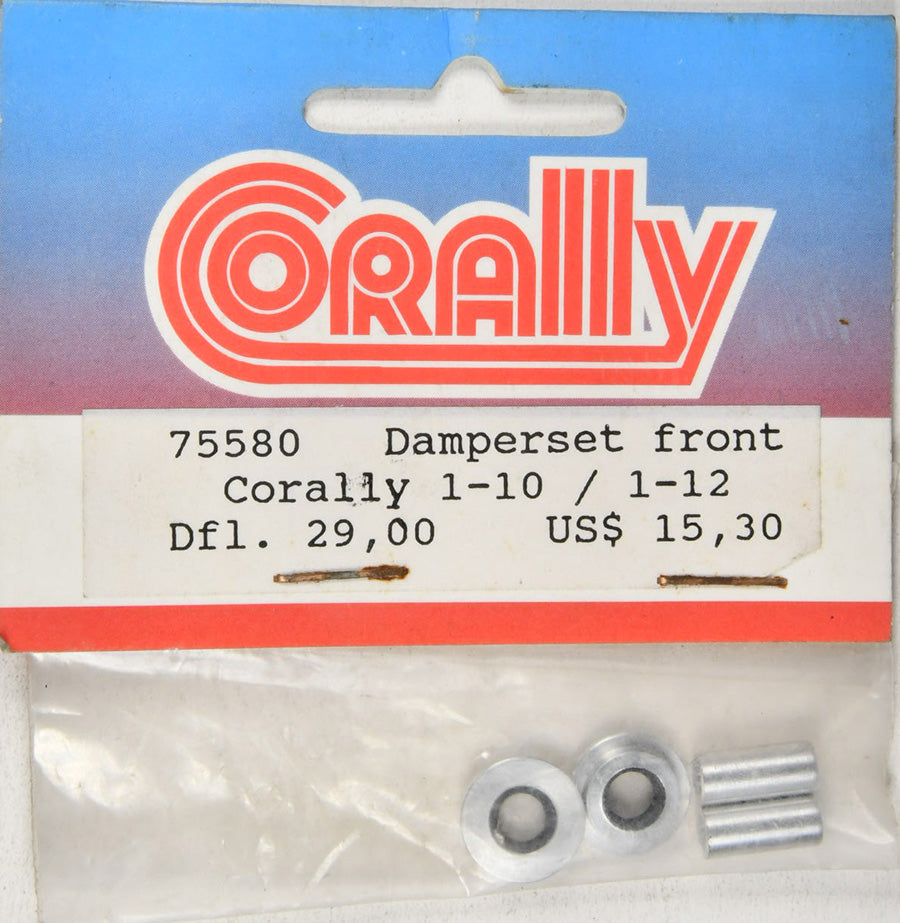 CORAlly
75580 Damperset front
Corally 1-10 / 1-12
Dfl. 29,00 US$ 15,30